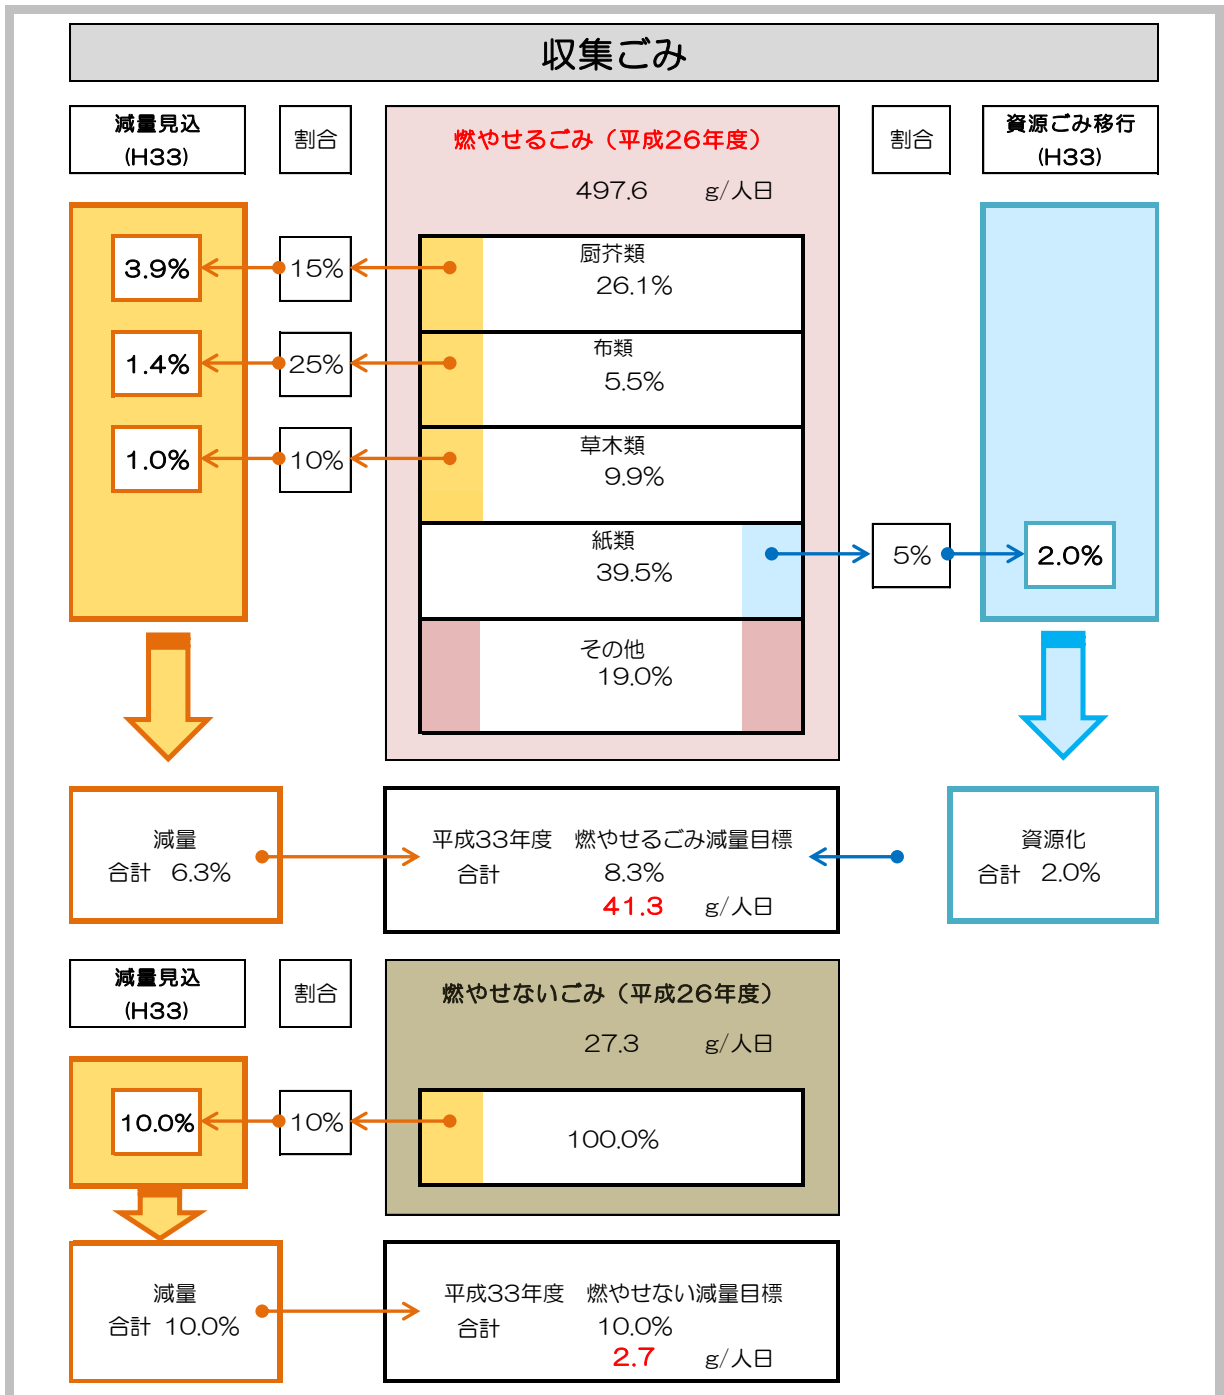 収集ごみ
減量見込
(H33)
割合
燃やせるごみ（平成26年度）
割合
資源ごみ移行
(H33)
497.6 g/人日
厨芥類
3.9%
15%
26.1%
布類
1.4%
25%
5.5%
草木類
1.0%
10%
9.9%
紙類
39.5%
5%
2.0%
その他
19.0%
減量
合計 6.3%
平成33年度 燃やせるごみ減量目標
合計 8.3%
41.3 g/人日
資源化
合計 2.0%
減量見込
(H33)
割合
燃やせないごみ（平成26年度）
27.3 g/人日
10.0%
10%
100.0%
減量
合計 10.0%
平成33年度 燃やせない減量目標
合計 10.0%
2.7 g/人日